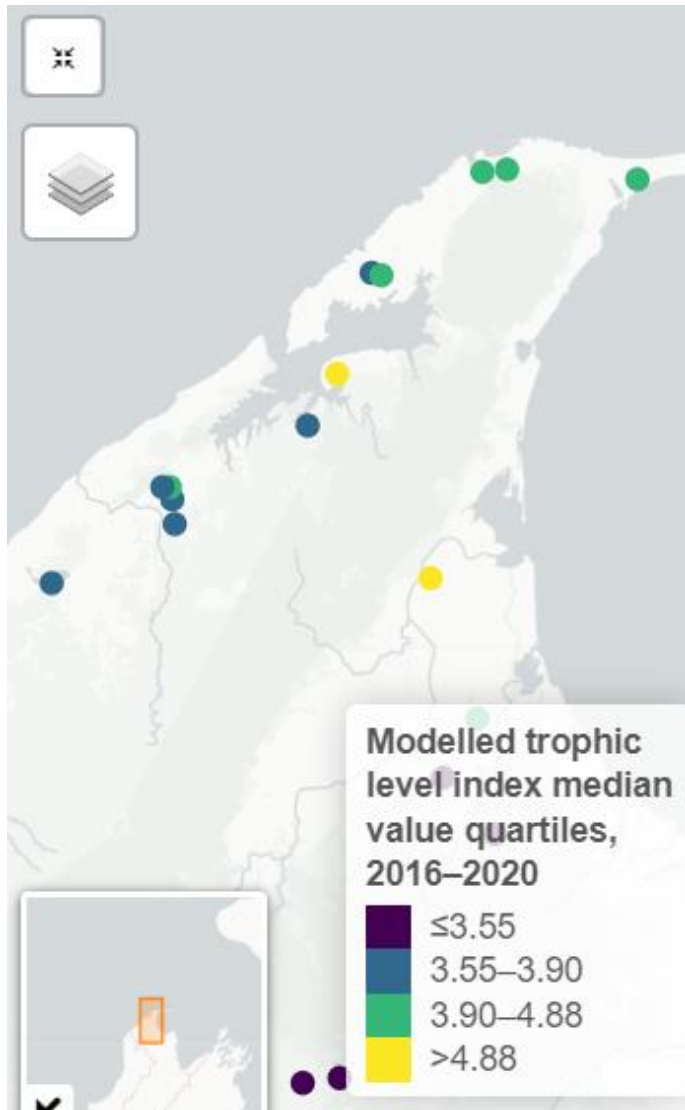 Modelled trophic
level index median
value quartiles,
2016–2020
≤3.55
3.55–3.90
3.90–4.88
>4.88